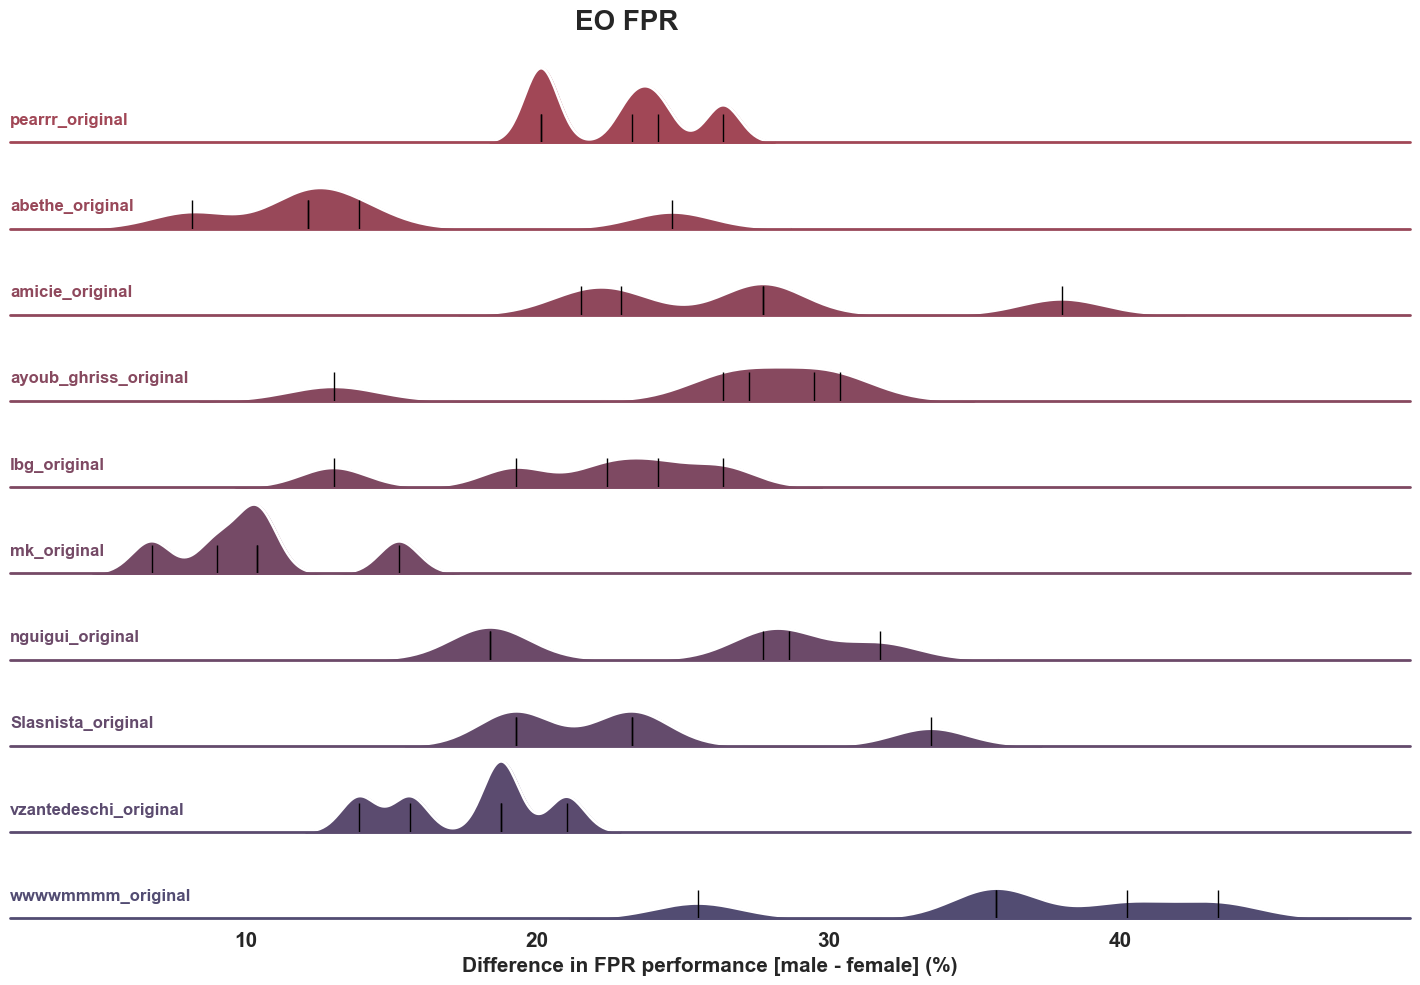 EO FPR
pearrr_original
abethe_original
amicie_original
ayoub_ghriss_original
lbg_original
mk_original
nguigui_original
Slasnista_original
vzantedeschi_original
wwwwmmmm_original
10 20 30 40
Difference in FPR performance [male - female] (%)